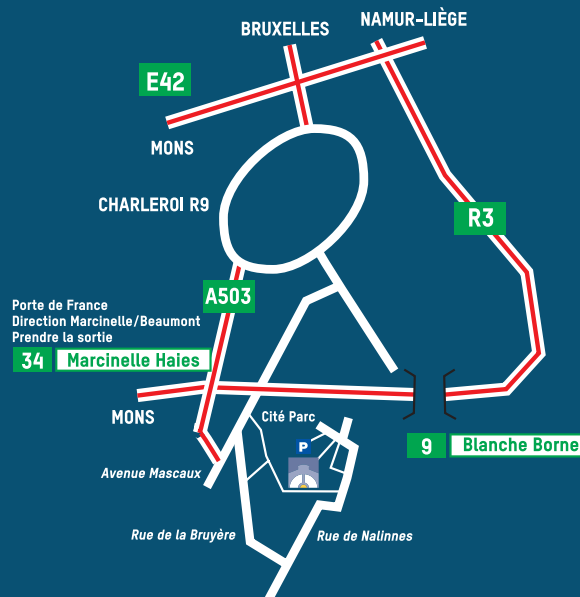 BRUXELLES
NAMUR-LIÈGE
E42
MONS
CHARLEROI R9
R3
A503
Porte de France
Direction Marcinelle/Beaumont
Prendre la sortie
34 Marcinelle Haies
MONS
Cité Parc
P
9 Blanche Borne
Avenue Mascaux
Rue de la Bruyère
Rue de Nalinnes